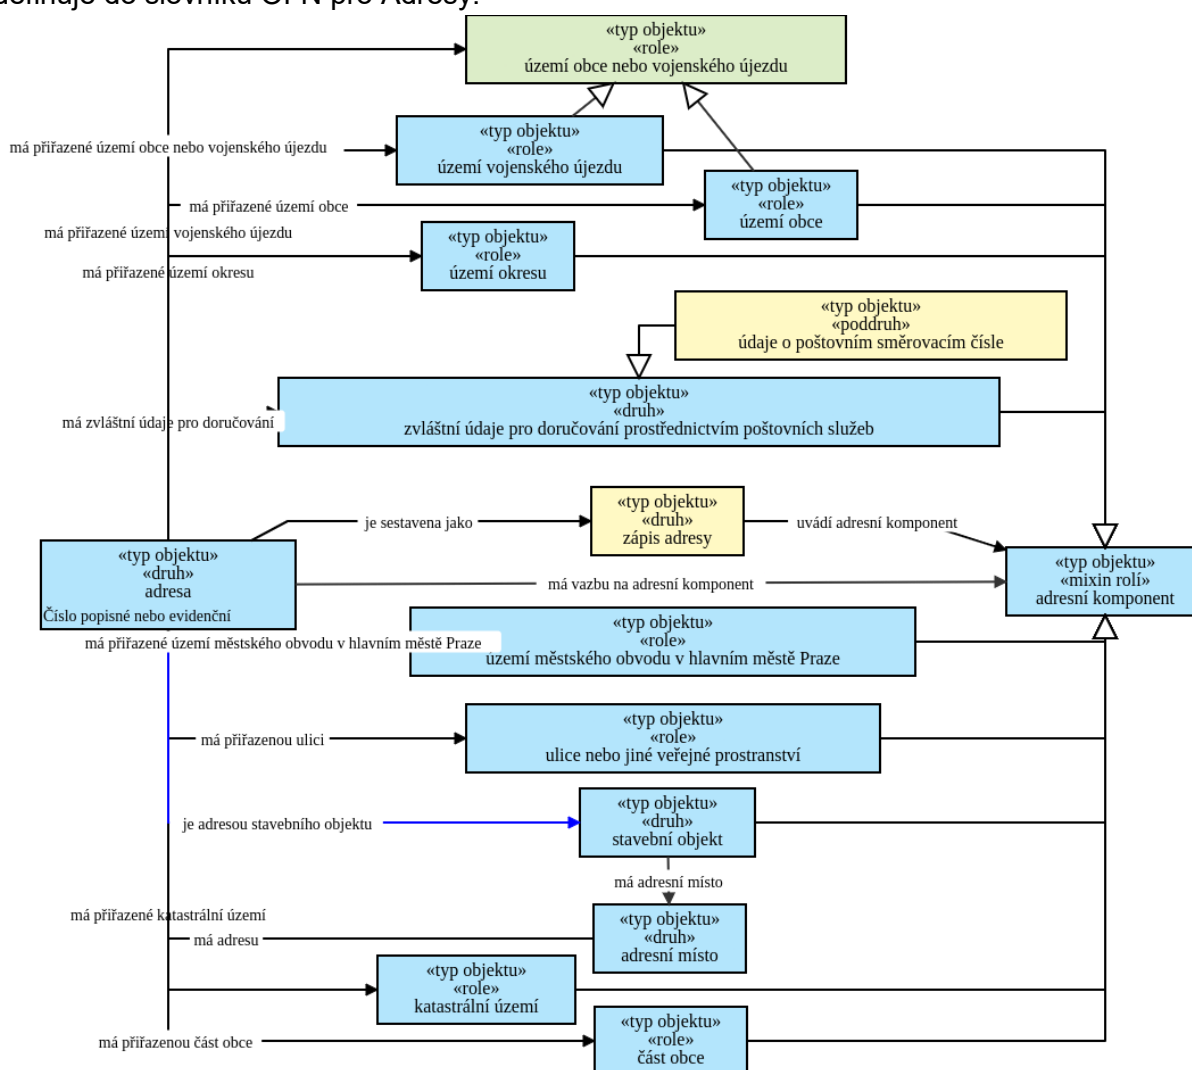 definuje do slovníku OFN pro Adresy.
«typ objektu»
«role»
území obce nebo vojenského újezdu
«typ objektu»
«role»
území vojenského újezdu
má přiřazené území obce nebo vojenského újezdu
«typ objektu»
«role»
území obce
má přiřazené území obce
má přiřazené území vojenského újezdu
«typ objektu»
«role»
území okresu
má přiřazené území okresu
«typ objektu»
«poddruh»
údaje o poštovním směrovacím čísle
«typ objektu»
«druh»
zvláštní údaje pro doručování prostřednictvím poštovních služeb
má zvláštní údaje pro doručování
«typ objektu»
«druh»
zápis adresy
je sestavena jako
uvádí adresní komponent
«typ objektu»
«druh»
adresa
Číslo popisné nebo evidenční
má vazbu na adresní komponent
«typ objektu»
«mixin rolí»
adresní komponent
«typ objektu»
«role»
území městského obvodu v hlavním městě Praze
má přiřazené území městského obvodu v hlavním městě Praze
«typ objektu»
«role»
ulice nebo jiné veřejné prostranství
má přiřazenou ulici
«typ objektu»
«druh»
stavební objekt
je adresou stavebního objektu
má adresní místo
«typ objektu»
«druh»
adresní místo
má přiřazené katastrální území
má adresu
«typ objektu»
«role»
katastrální území
«typ objektu»
«role»
část obce
má přiřazenou část obce